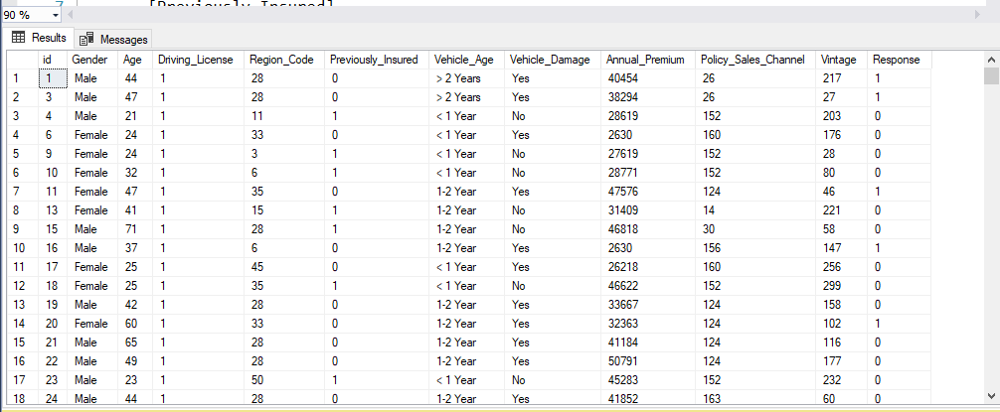 7 [Previously Insured]
90 %
Results Messages
id Gender Age Driving_License Region_Code Previously_Insured Vehicle_Age Vehicle_Damage Annual_Premium Policy_Sales_Channel Vintage Response
1 1 Male 44 1 28 0 > 2 Years Yes 40454 26 217 1
2 3 Male 47 1 28 0 > 2 Years Yes 38294 26 27 1
3 4 Male 21 1 11 1 < 1 Year No 28619 152 203 0
4 6 Female 24 1 33 0 < 1 Year Yes 2630 160 176 0
5 9 Female 24 1 3 1 < 1 Year No 27619 152 28 0
6 10 Female 32 1 6 1 < 1 Year No 28771 152 80 0
7 11 Female 47 1 35 0 1-2 Year Yes 47576 124 46 1
8 13 Female 41 1 15 1 1-2 Year No 31409 14 221 0
9 15 Male 71 1 28 1 1-2 Year No 46818 30 58 0
10 16 Male 37 1 6 0 1-2 Year Yes 2630 156 147 1
11 17 Female 25 1 45 0 < 1 Year Yes 26218 160 256 0
12 18 Female 25 1 35 1 < 1 Year No 46622 152 299 0
13 19 Male 42 1 28 0 1-2 Year Yes 33667 124 158 0
14 20 Female 60 1 33 0 1-2 Year Yes 32363 124 102 1
15 21 Male 65 1 28 0 1-2 Year Yes 41184 124 116 0
16 22 Male 49 1 28 0 1-2 Year Yes 50791 124 177 0
17 23 Male 23 1 50 1 < 1 Year No 45283 152 232 0
18 24 Male 44 1 28 0 1-2 Year Yes 41852 163 60 0